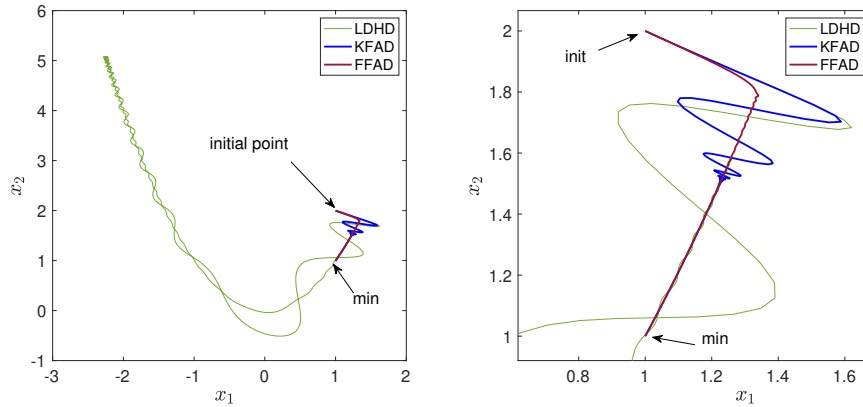 6
5
4
3
2
1
0
-1
-3
-2
-1
0
1
2
x₁
x₂
LDHD
KFAD
FFAD
initial point
min
2
1.8
1.6
1.4
1.2
1
0.8
1
1.2
1.4
1.6
x₁
x₂
LDHD
KFAD
FFAD
init
min